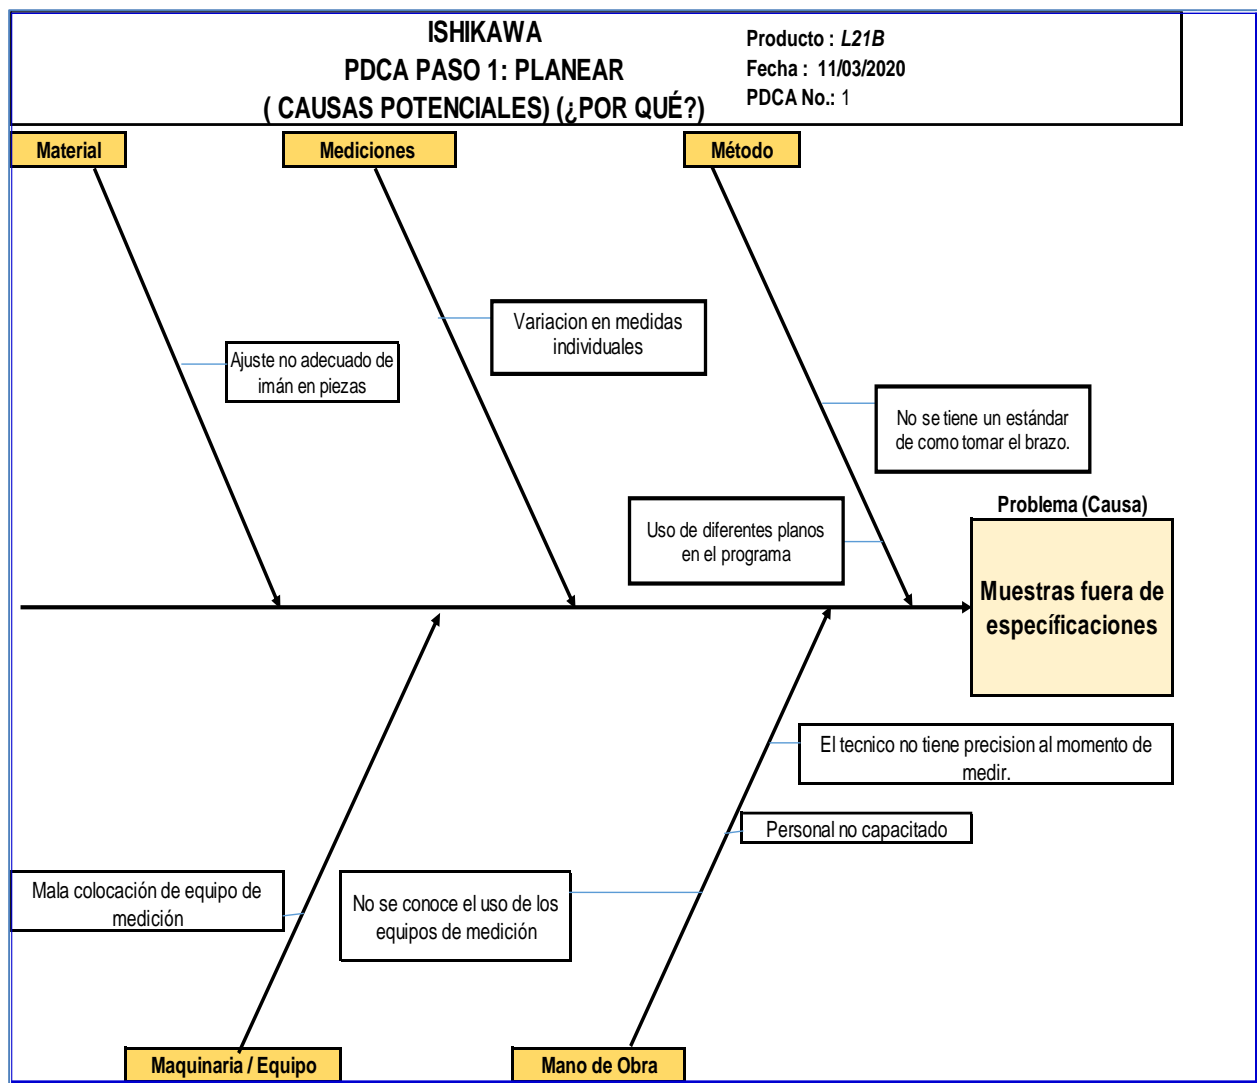 ISHIKAWA
PDCA PASO 1: PLANEAR
( CAUSAS POTENCIALES) (¿POR QUÉ?)
Producto : L21B
Fecha : 11/03/2020
PDCA No.: 1
Material
Mediciones
Método
Variacion en medidas
individuales
Ajuste no adecuado de
imán en piezas
No se tiene un estándar
de como tomar el brazo.
Uso de diferentes planos
en el programa
Problema (Causa)
Muestras fuera de
específicaciones
El tecnico no tiene precision al momento de
medir.
Personal no capacitado
Mala colocación de equipo de
medición
No se conoce el uso de los
equipos de medición
Maquinaria / Equipo
Mano de Obra